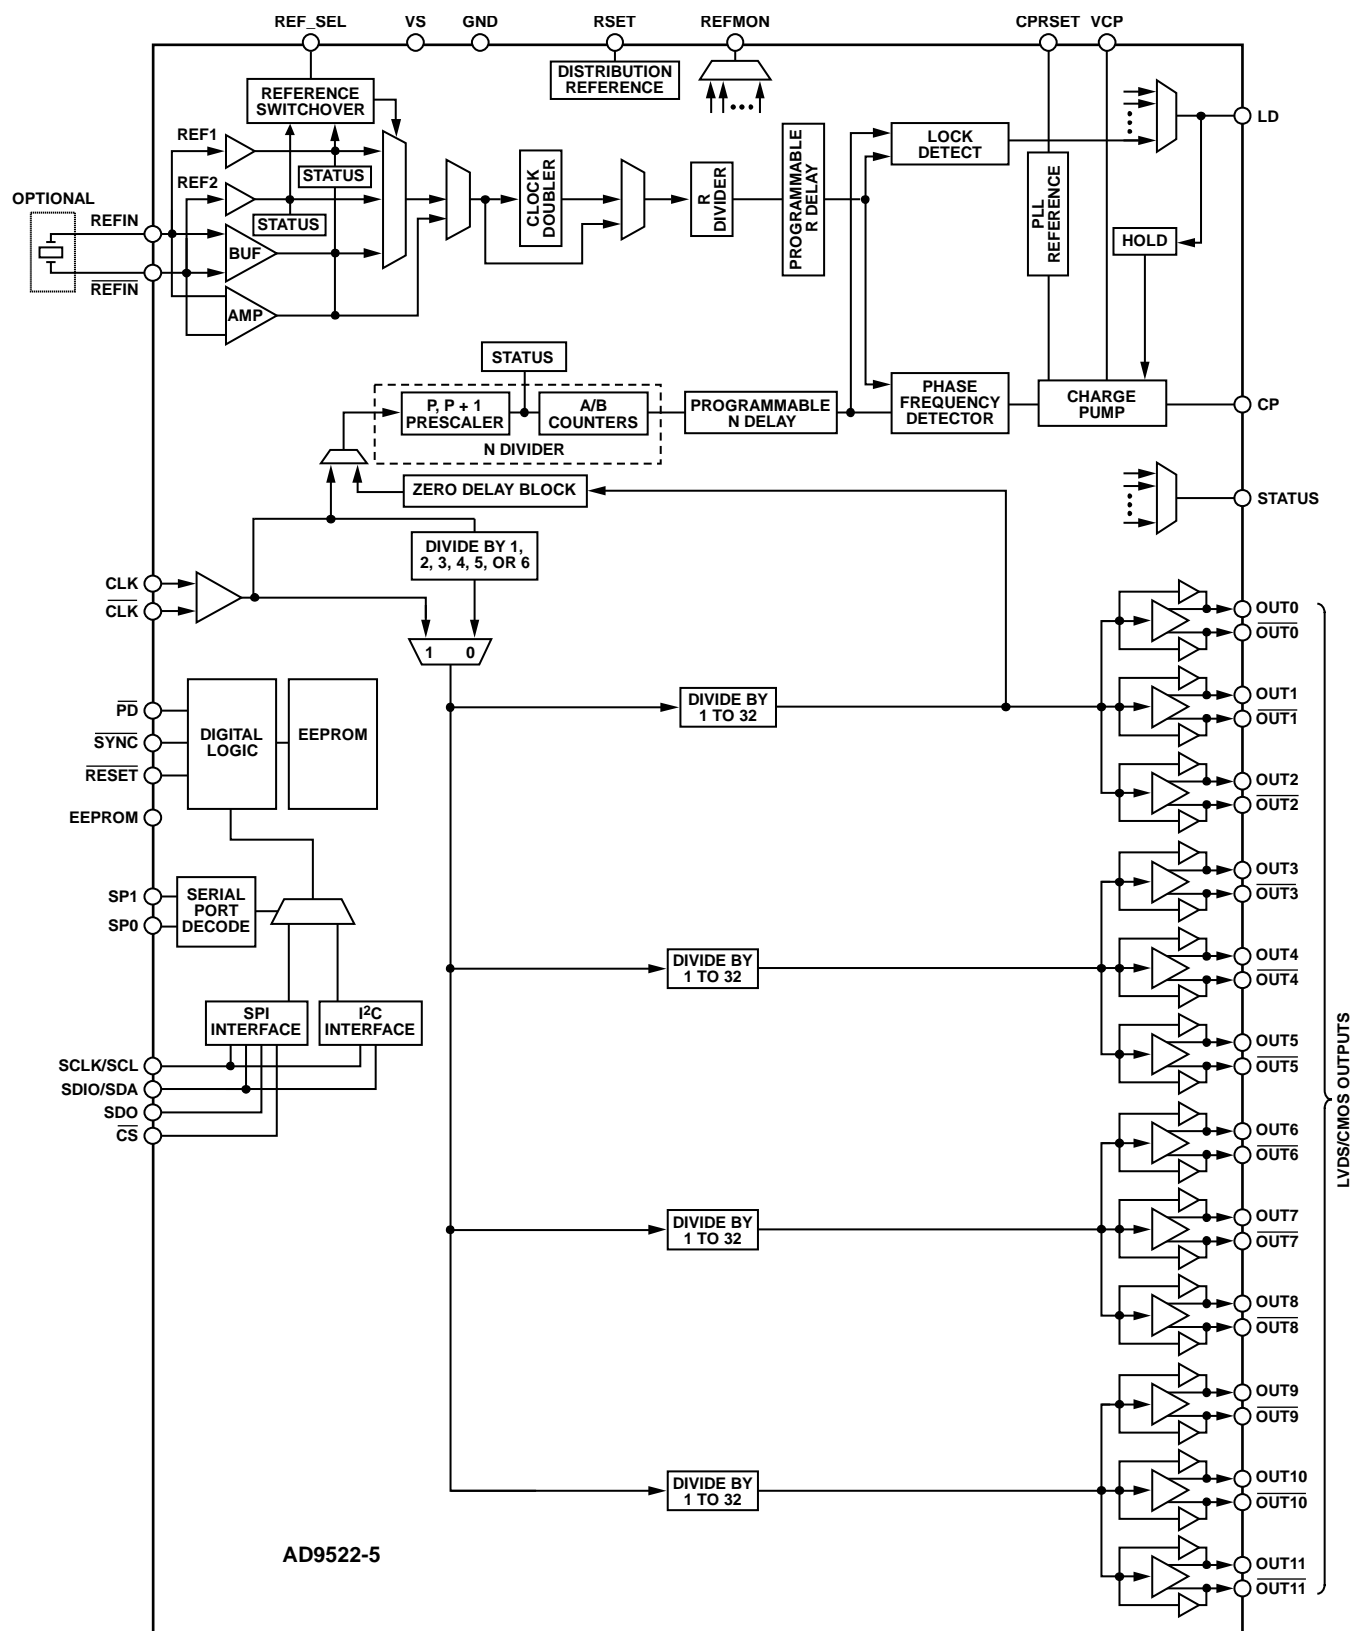 REF_SEL VS GND RSET REFMON CPRSET VCP
DISTRIBUTION
REFERENCE
REFERENCE
SWITCHOVER
REF1
REF2
STATUS
STATUS
BUF
AMP
OPTIONAL
REFIN
REFIN
CLOCK
DOUBLER
R
DIVIDER
PROGRAMMABLE
R DELAY
LOCK
DETECT
PLL
REFERENCE
HOLD
LD
STATUS
P, P + 1
PRESCALER
A/B
COUNTERS
N DIVIDER
PROGRAMMABLE
N DELAY
PHASE
FREQUENCY
DETECTOR
CHARGE
PUMP
CP
ZERO DELAY BLOCK
STATUS
DIVIDE BY 1,
2, 3, 4, 5, OR 6
CLK
CLK
1 0
OUT0
OUT0
PD
SYNC
RESET
EEPROM
DIGITAL
LOGIC
EEPROM
DIVIDE BY
1 TO 32
OUT1
OUT1
OUT2
OUT2
SP1
SP0
SERIAL
PORT
DECODE
OUT3
OUT3
DIVIDE BY
1 TO 32
OUT4
OUT4
SPI
INTERFACE
I²C
INTERFACE
OUT5
OUT5
SCLK/SCL
SDIO/SDA
SDO
CS
LVDS/CMOS OUTPUTS
OUT6
OUT6
DIVIDE BY
1 TO 32
OUT7
OUT7
OUT8
OUT8
OUT9
OUT9
DIVIDE BY
1 TO 32
OUT10
OUT10
AD9522-5
OUT11
OUT11